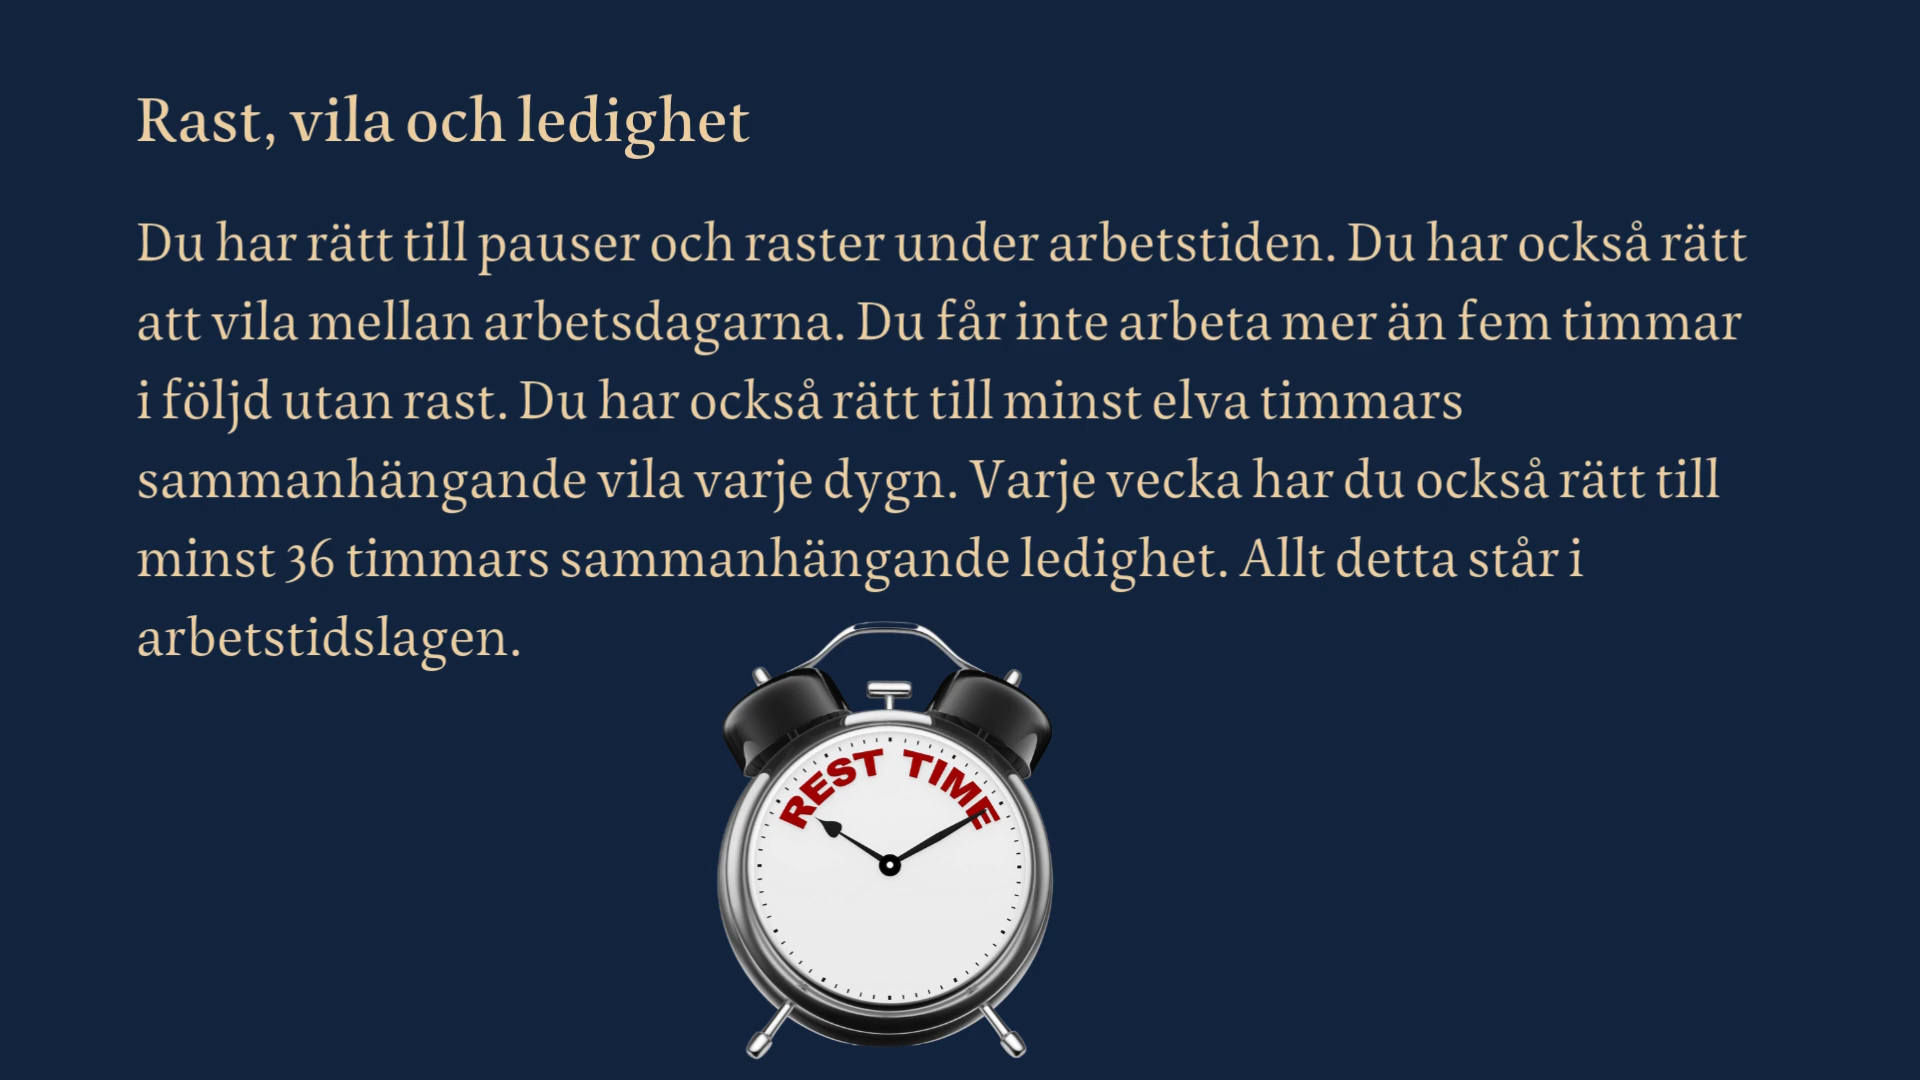 Rast, vila och ledighet
Du har rätt till pauser och raster under arbetstiden. Du har också rätt
att vila mellan arbetsdagarna. Du får inte arbeta mer än fem timmar
i följd utan rast. Du har också rätt till minst elva timmars
sammanhängande vila varje dygn. Varje vecka har du också rätt till
minst 36 timmars sammanhängande ledighet. Allt detta står i
arbetstidslagen.
REST TIME